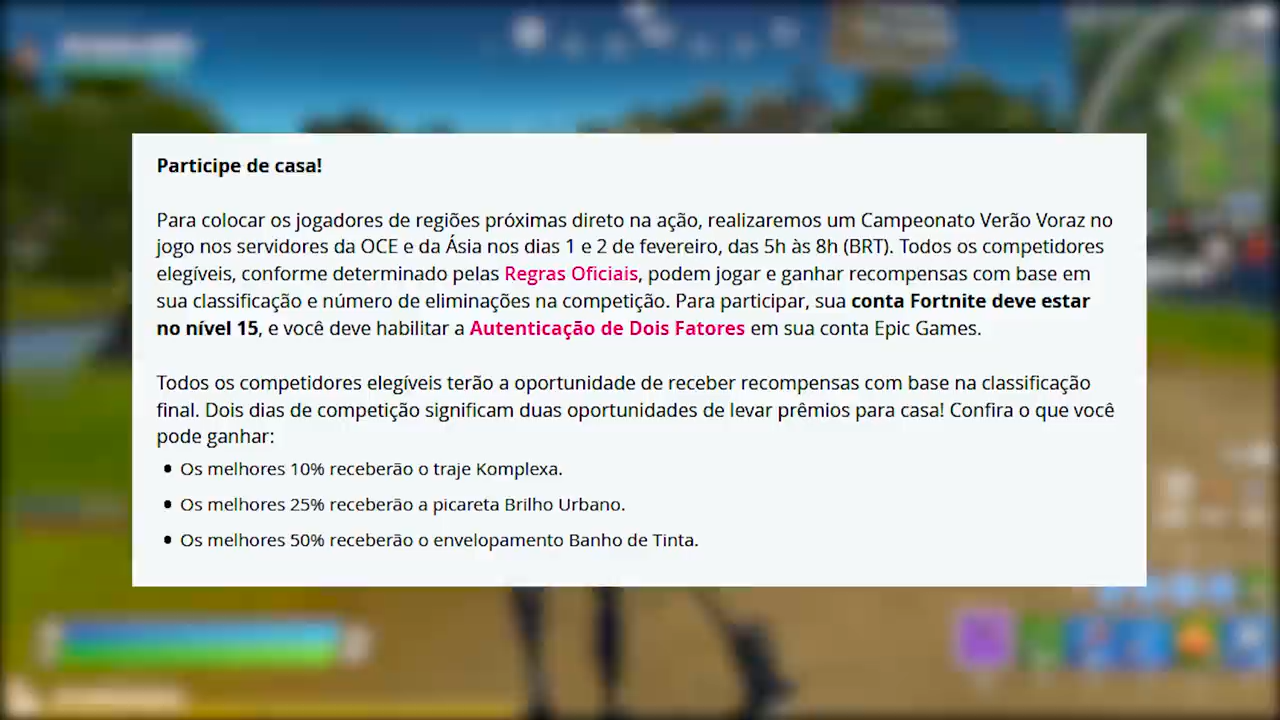 Participe de casa!
Para colocar os jogadores de regiões próximas direto na ação, realizaremos um Campeonato Verão Voraz no
jogo nos servidores da OCE e da Ásia nos dias 1 e 2 de fevereiro, das 5h às 8h (BRT). Todos os competidores
elegíveis, conforme determinado pelas Regras Oficiais, podem jogar e ganhar recompensas com base em
sua classificação e número de eliminações na competição. Para participar, sua conta Fortnite deve estar
no nível 15, e você deve habilitar a Autenticação de Dois Fatores em sua conta Epic Games.
Todos os competidores elegíveis terão a oportunidade de receber recompensas com base na classificação
final. Dois dias de competição significam duas oportunidades de levar prêmios para casa! Confira o que você
pode ganhar:
• Os melhores 10% receberão o traje Komplexa.
• Os melhores 25% receberão a picareta Brilho Urbano.
• Os melhores 50% receberão o envelopamento Banho de Tinta.